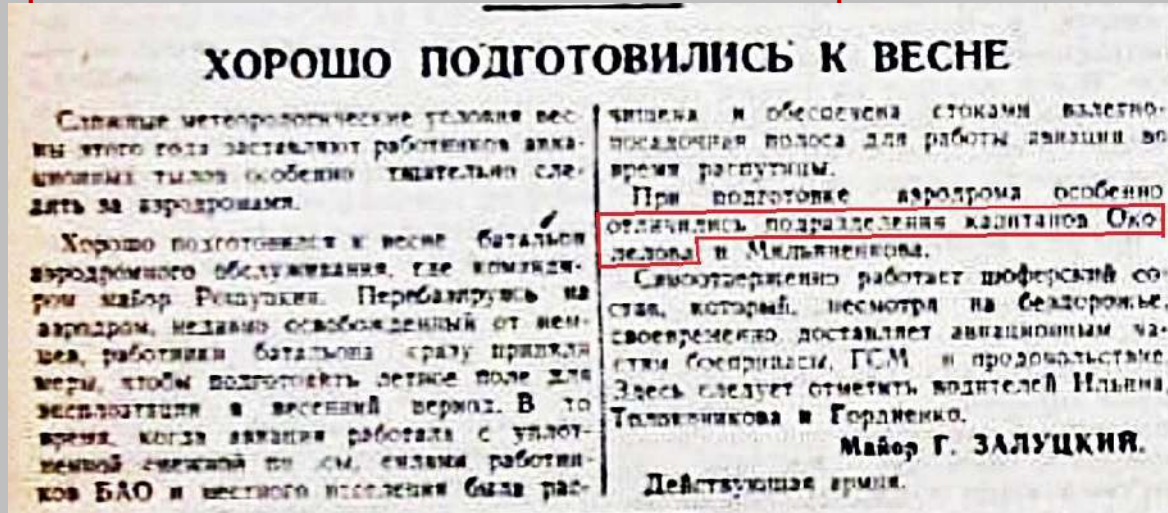 ХОРОШО ПОДГОТОВИЛИСЬ К ВЕСНЕ
Сложные метеорологические условия вес-
ны этого года заставляют работников авиа-
ционных тылов особенно тщательно сле-
дить за аэродромами.
Хорошо подготовился к весне батальон
аэродромного обслуживания, где команди-
ром майор Рощупкин. Перебазируясь на
аэродром, недавно освобожденный от нем-
цев, работники батальона сразу приняли
меры, чтобы подготовить летное поле для
эксплоатации в весенний период. В то
время, когда авиация работала с уплот-
ненной снежной силами работни-
ков БАО и местного населения была рас-
чищена и обеспечена стоками взлетно-
посадочная полоса для работы авиации во
время распутицы.
При подготовке аэродрома особенно
отличились подразделения капитанов Око-
лелова и Мильяненкова.
Самоотверженно работает шоферский со-
став, который, несмотря на бездорожье,
своевременно доставляет авиационным ча-
стям боеприпасы, ГСМ и продовольствие.
Здесь следует отметить водителей Ильина,
Толоконникова и Гордиенко.
Майор Г. ЗАЛУЦКИЙ.
Действующая армия.